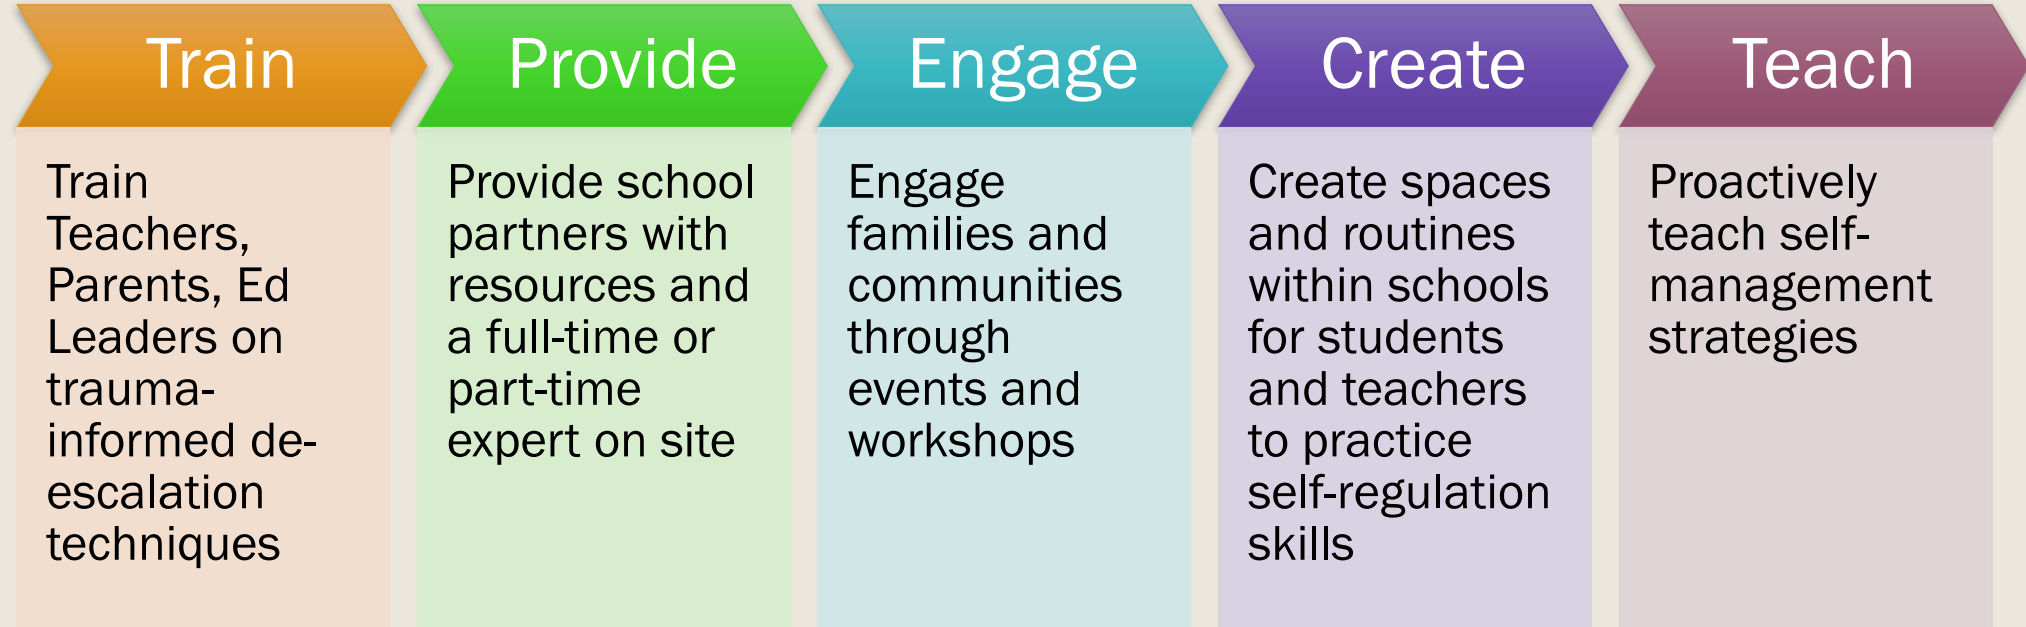 Train
Train
Teachers,
Parents, Ed
Leaders on
trauma-
informed de-
escalation
techniques
Provide
Provide school
partners with
resources and
a full-time or
part-time
expert on site
Engage
Engage
families and
communities
through
events and
workshops
Create
Create spaces
and routines
within schools
for students
and teachers
to practice
self-regulation
skills
Teach
Proactively
teach self-
management
strategies